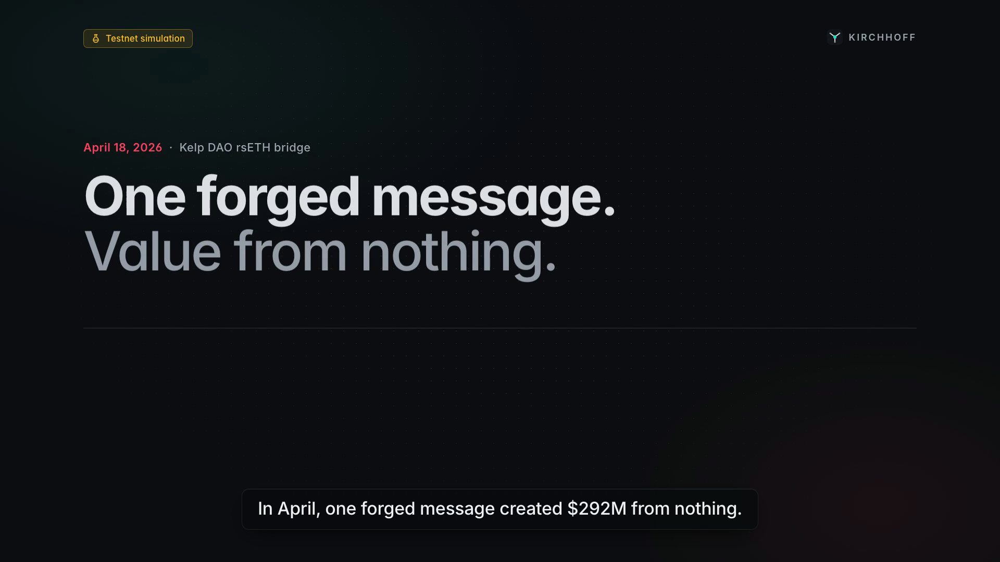 Testnet simulation
KIRCHHOFF
April 18, 2026 · Kelp DAO rsETH bridge
One forged message.
Value from nothing.
In April, one forged message created $292M from nothing.